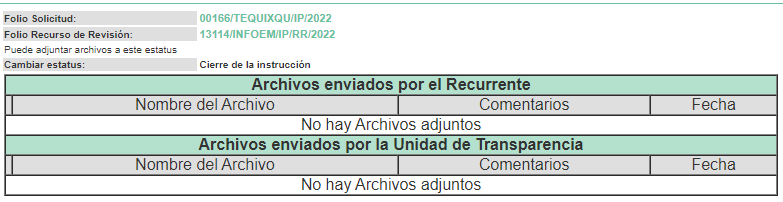 Folio Solicitud: 00166/TEQUIXQU/IP/2022
Folio Recurso de Revisión: 13114/INFOEM/IP/RR/2022
Puede adjuntar archivos a este estatus
Cambiar estatus: Cierre de la instrucción
Archivos enviados por el Recurrente
Nombre del Archivo Comentarios Fecha
No hay Archivos adjuntos
Archivos enviados por la Unidad de Transparencia
Nombre del Archivo Comentarios Fecha
No hay Archivos adjuntos